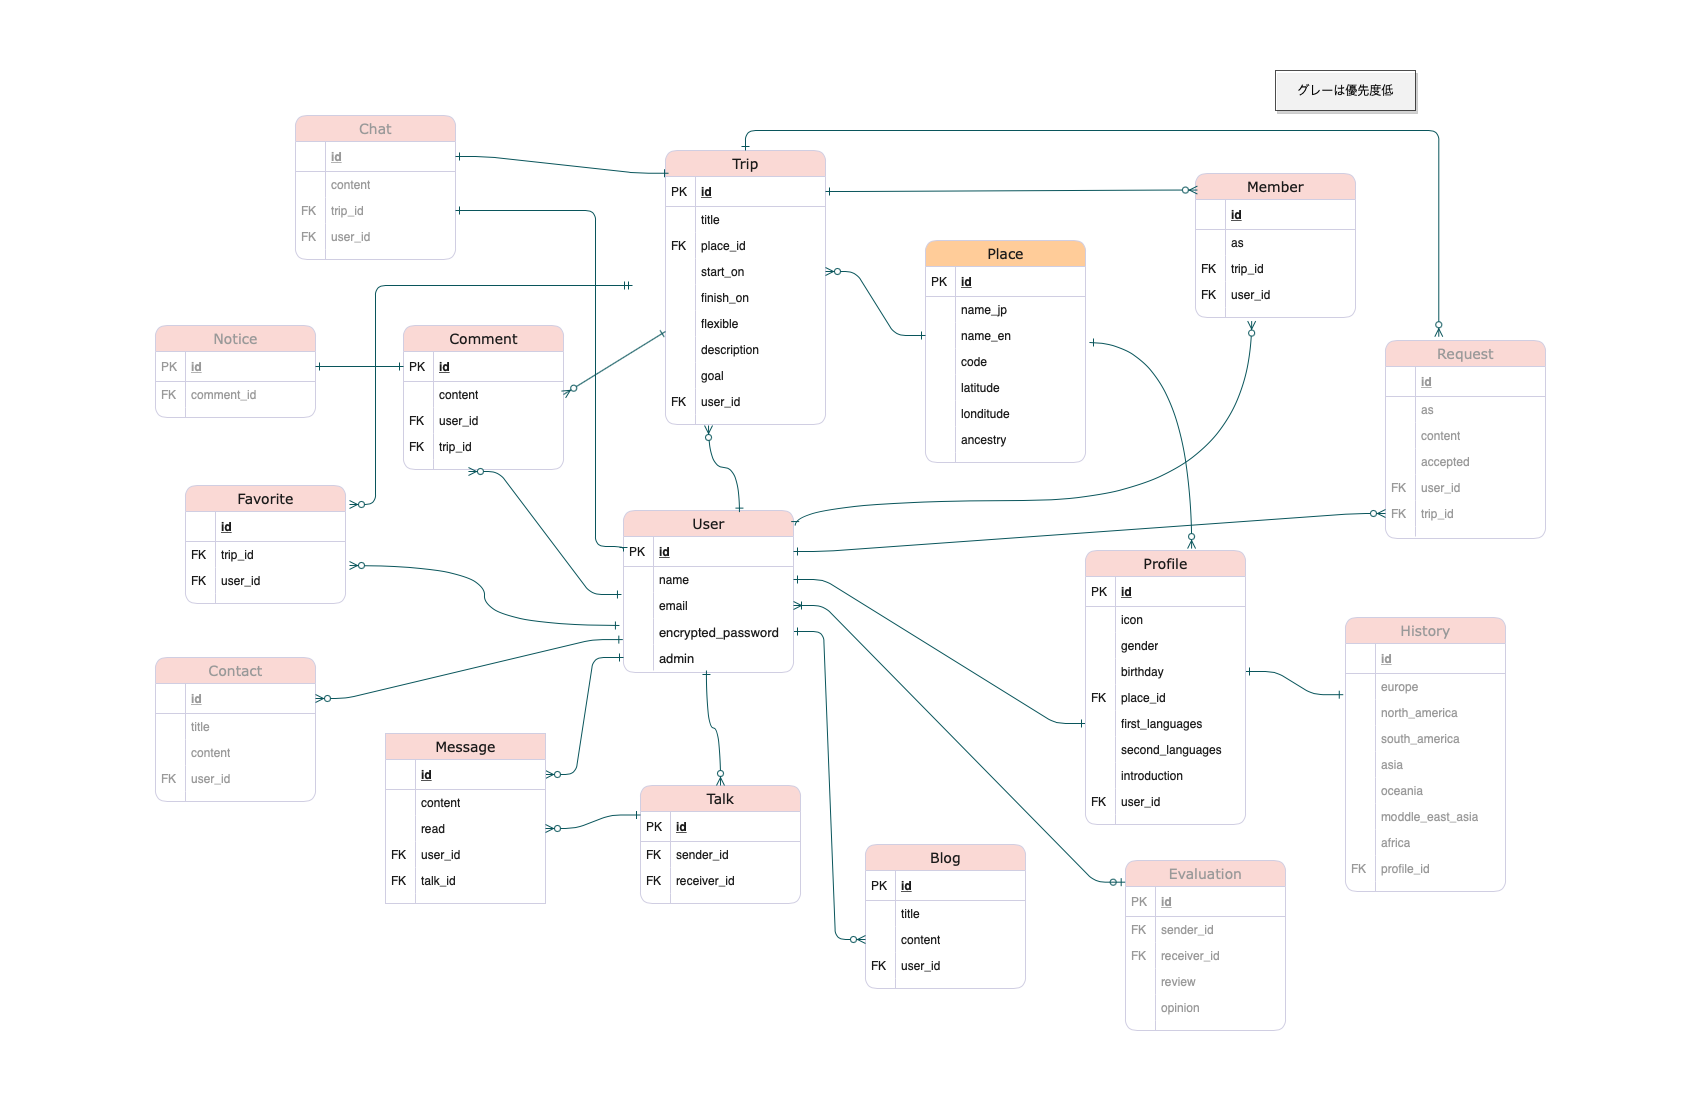 グレーは優先度低
Chat
id
content
FK trip_id
FK user_id
Trip
PK id
title
FK place_id
start_on
finish_on
flexible
description
goal
FK user_id
Member
id
as
FK trip_id
FK user_id
Place
PK id
name_jp
name_en
code
latitude
londitude
ancestry
Notice
PK id
FK comment_id
Comment
PK id
content
FK user_id
FK trip_id
Request
id
as
content
accepted
FK user_id
FK trip_id
Favorite
id
FK trip_id
FK user_id
User
PK id
name
email
encrypted_password
admin
Profile
PK id
icon
gender
birthday
FK place_id
first_languages
second_languages
introduction
FK user_id
History
id
europe
north_america
south_america
asia
oceania
moddle_east_asia
africa
FK profile_id
Contact
id
title
content
FK user_id
Message
id
content
read
FK user_id
FK talk_id
Talk
PK id
FK sender_id
FK receiver_id
Blog
PK id
title
content
FK user_id
Evaluation
PK id
FK sender_id
FK receiver_id
review
opinion